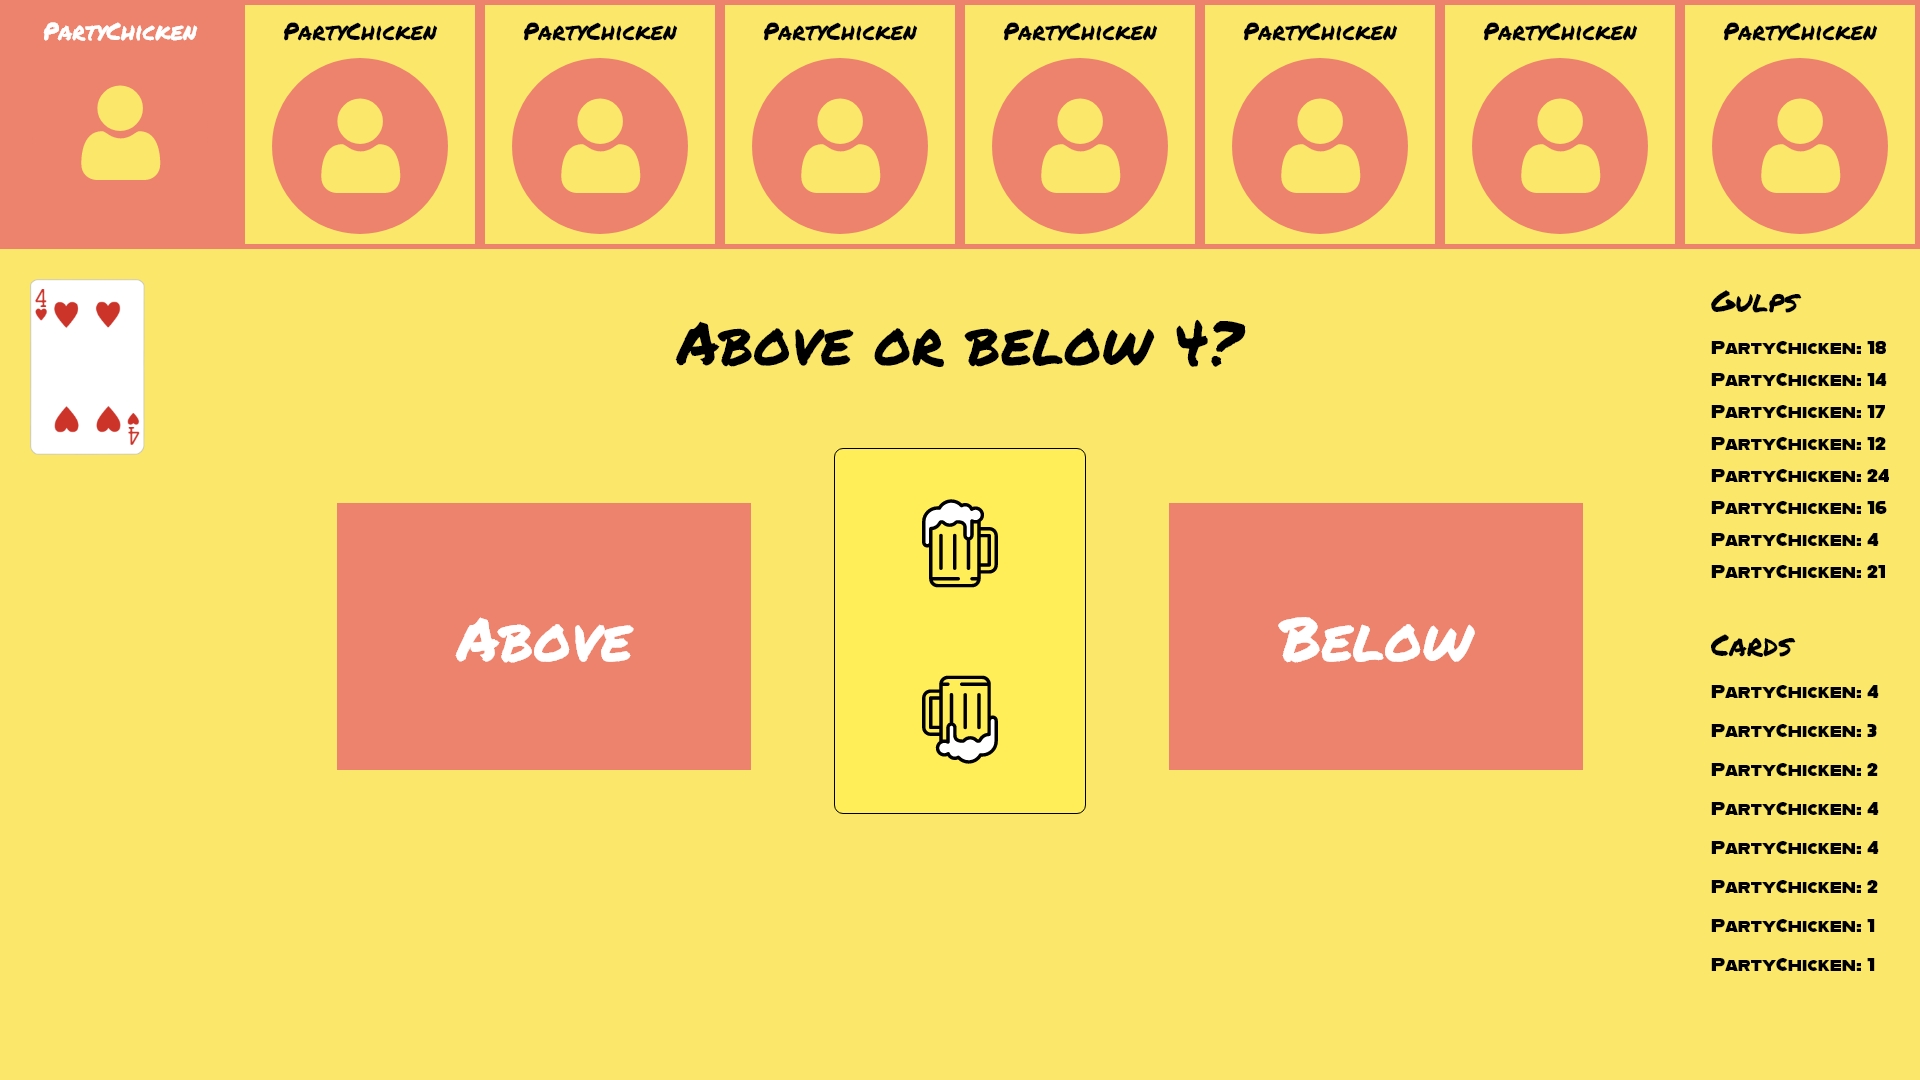 PartyChicken
PartyChicken
PartyChicken
PartyChicken
PartyChicken
PartyChicken
PartyChicken
PartyChicken
4
4
Above or below 4?
Above
Below
Gulps
PartyChicken: 18
PartyChicken: 14
PartyChicken: 17
PartyChicken: 12
PartyChicken: 24
PartyChicken: 16
PartyChicken: 4
PartyChicken: 21
Cards
PartyChicken: 4
PartyChicken: 3
PartyChicken: 2
PartyChicken: 4
PartyChicken: 4
PartyChicken: 2
PartyChicken: 1
PartyChicken: 1